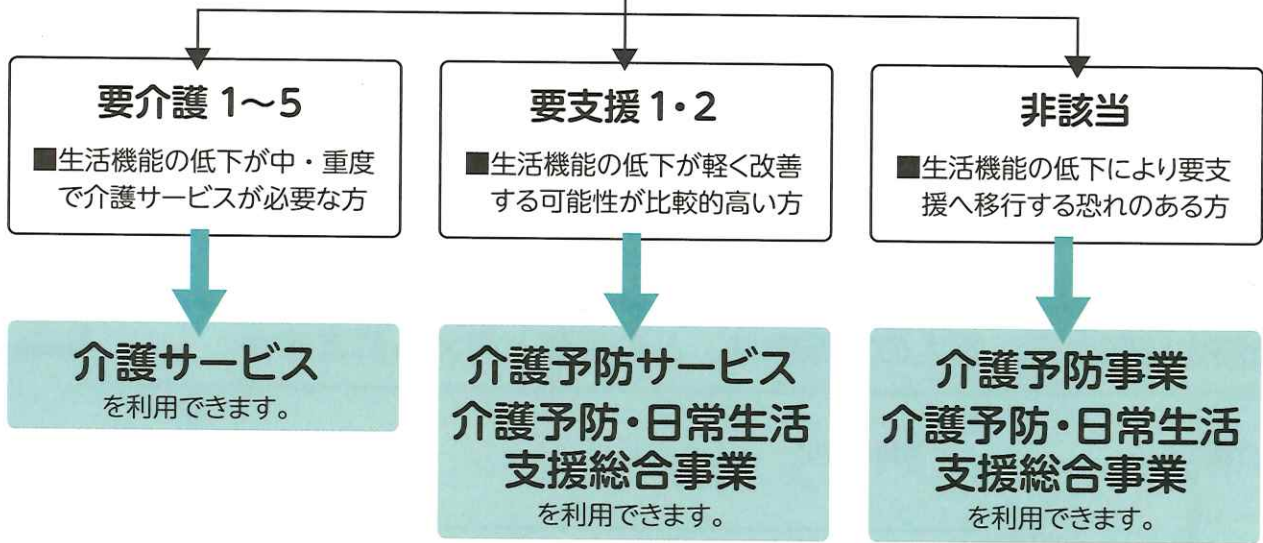 要介護 1〜5
■生活機能の低下が中・重度
で介護サービスが必要な方
介護サービス
を利用できます。
要支援 1・2
■生活機能の低下が軽く改善
する可能性が比較的高い方
介護予防サービス
介護予防・日常生活
支援総合事業
を利用できます。
非該当
■生活機能の低下により要支
援へ移行する恐れのある方
介護予防事業
介護予防・日常生活
支援総合事業
を利用できます。